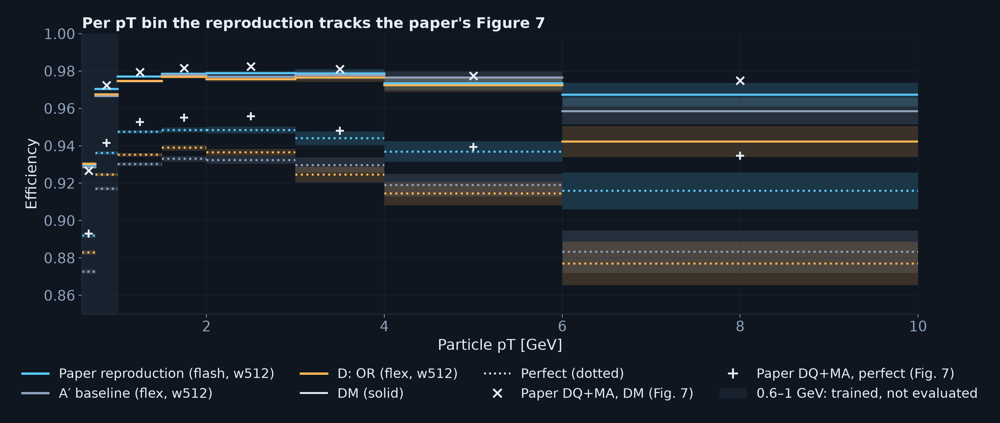 Per pT bin the reproduction tracks the paper's Figure 7
1.00
0.98
0.96
0.94
0.92
0.90
0.88
0.86
Efficiency
2 4 6 8 10
Particle pT [GeV]
Paper reproduction (flash, w512)
A′ baseline (flex, w512)
D: OR (flex, w512)
DM (solid)
Perfect (dotted)
Paper DQ+MA, DM (Fig. 7)
Paper DQ+MA, perfect (Fig. 7)
0.6–1 GeV: trained, not evaluated